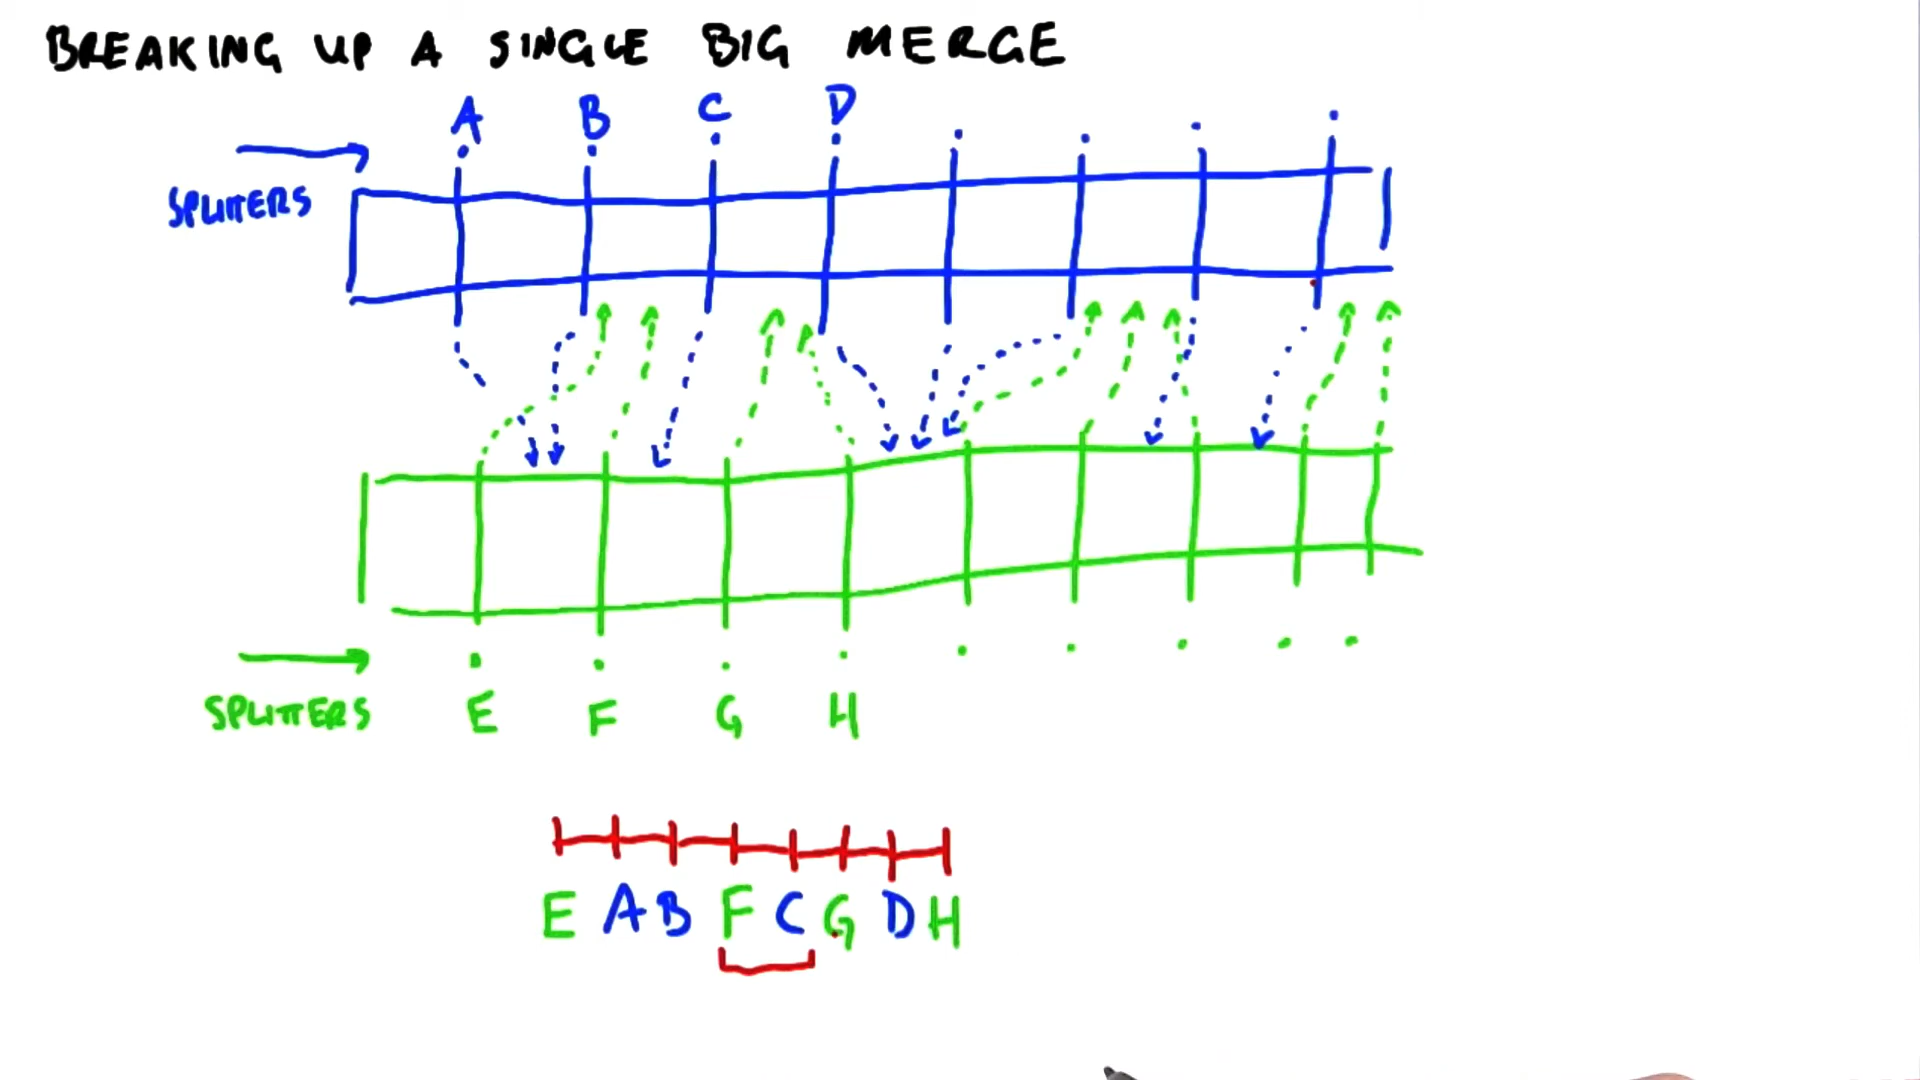 BREAKING UP A SINGLE BIG MERGE
A B C D
SPLITTERS
SPLITTERS
E F G H
E A B F C G D H